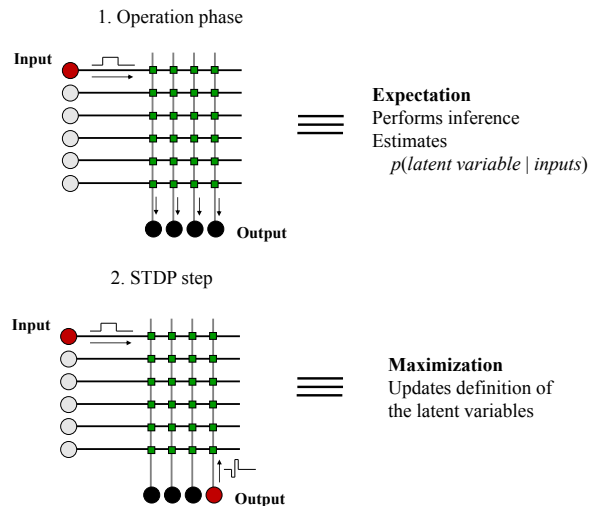 1. Operation phase
Input
Output
Expectation
Performs inference
Estimates
p(latent variable | inputs)
2. STDP step
Input
Output
Maximization
Updates definition of
the latent variables